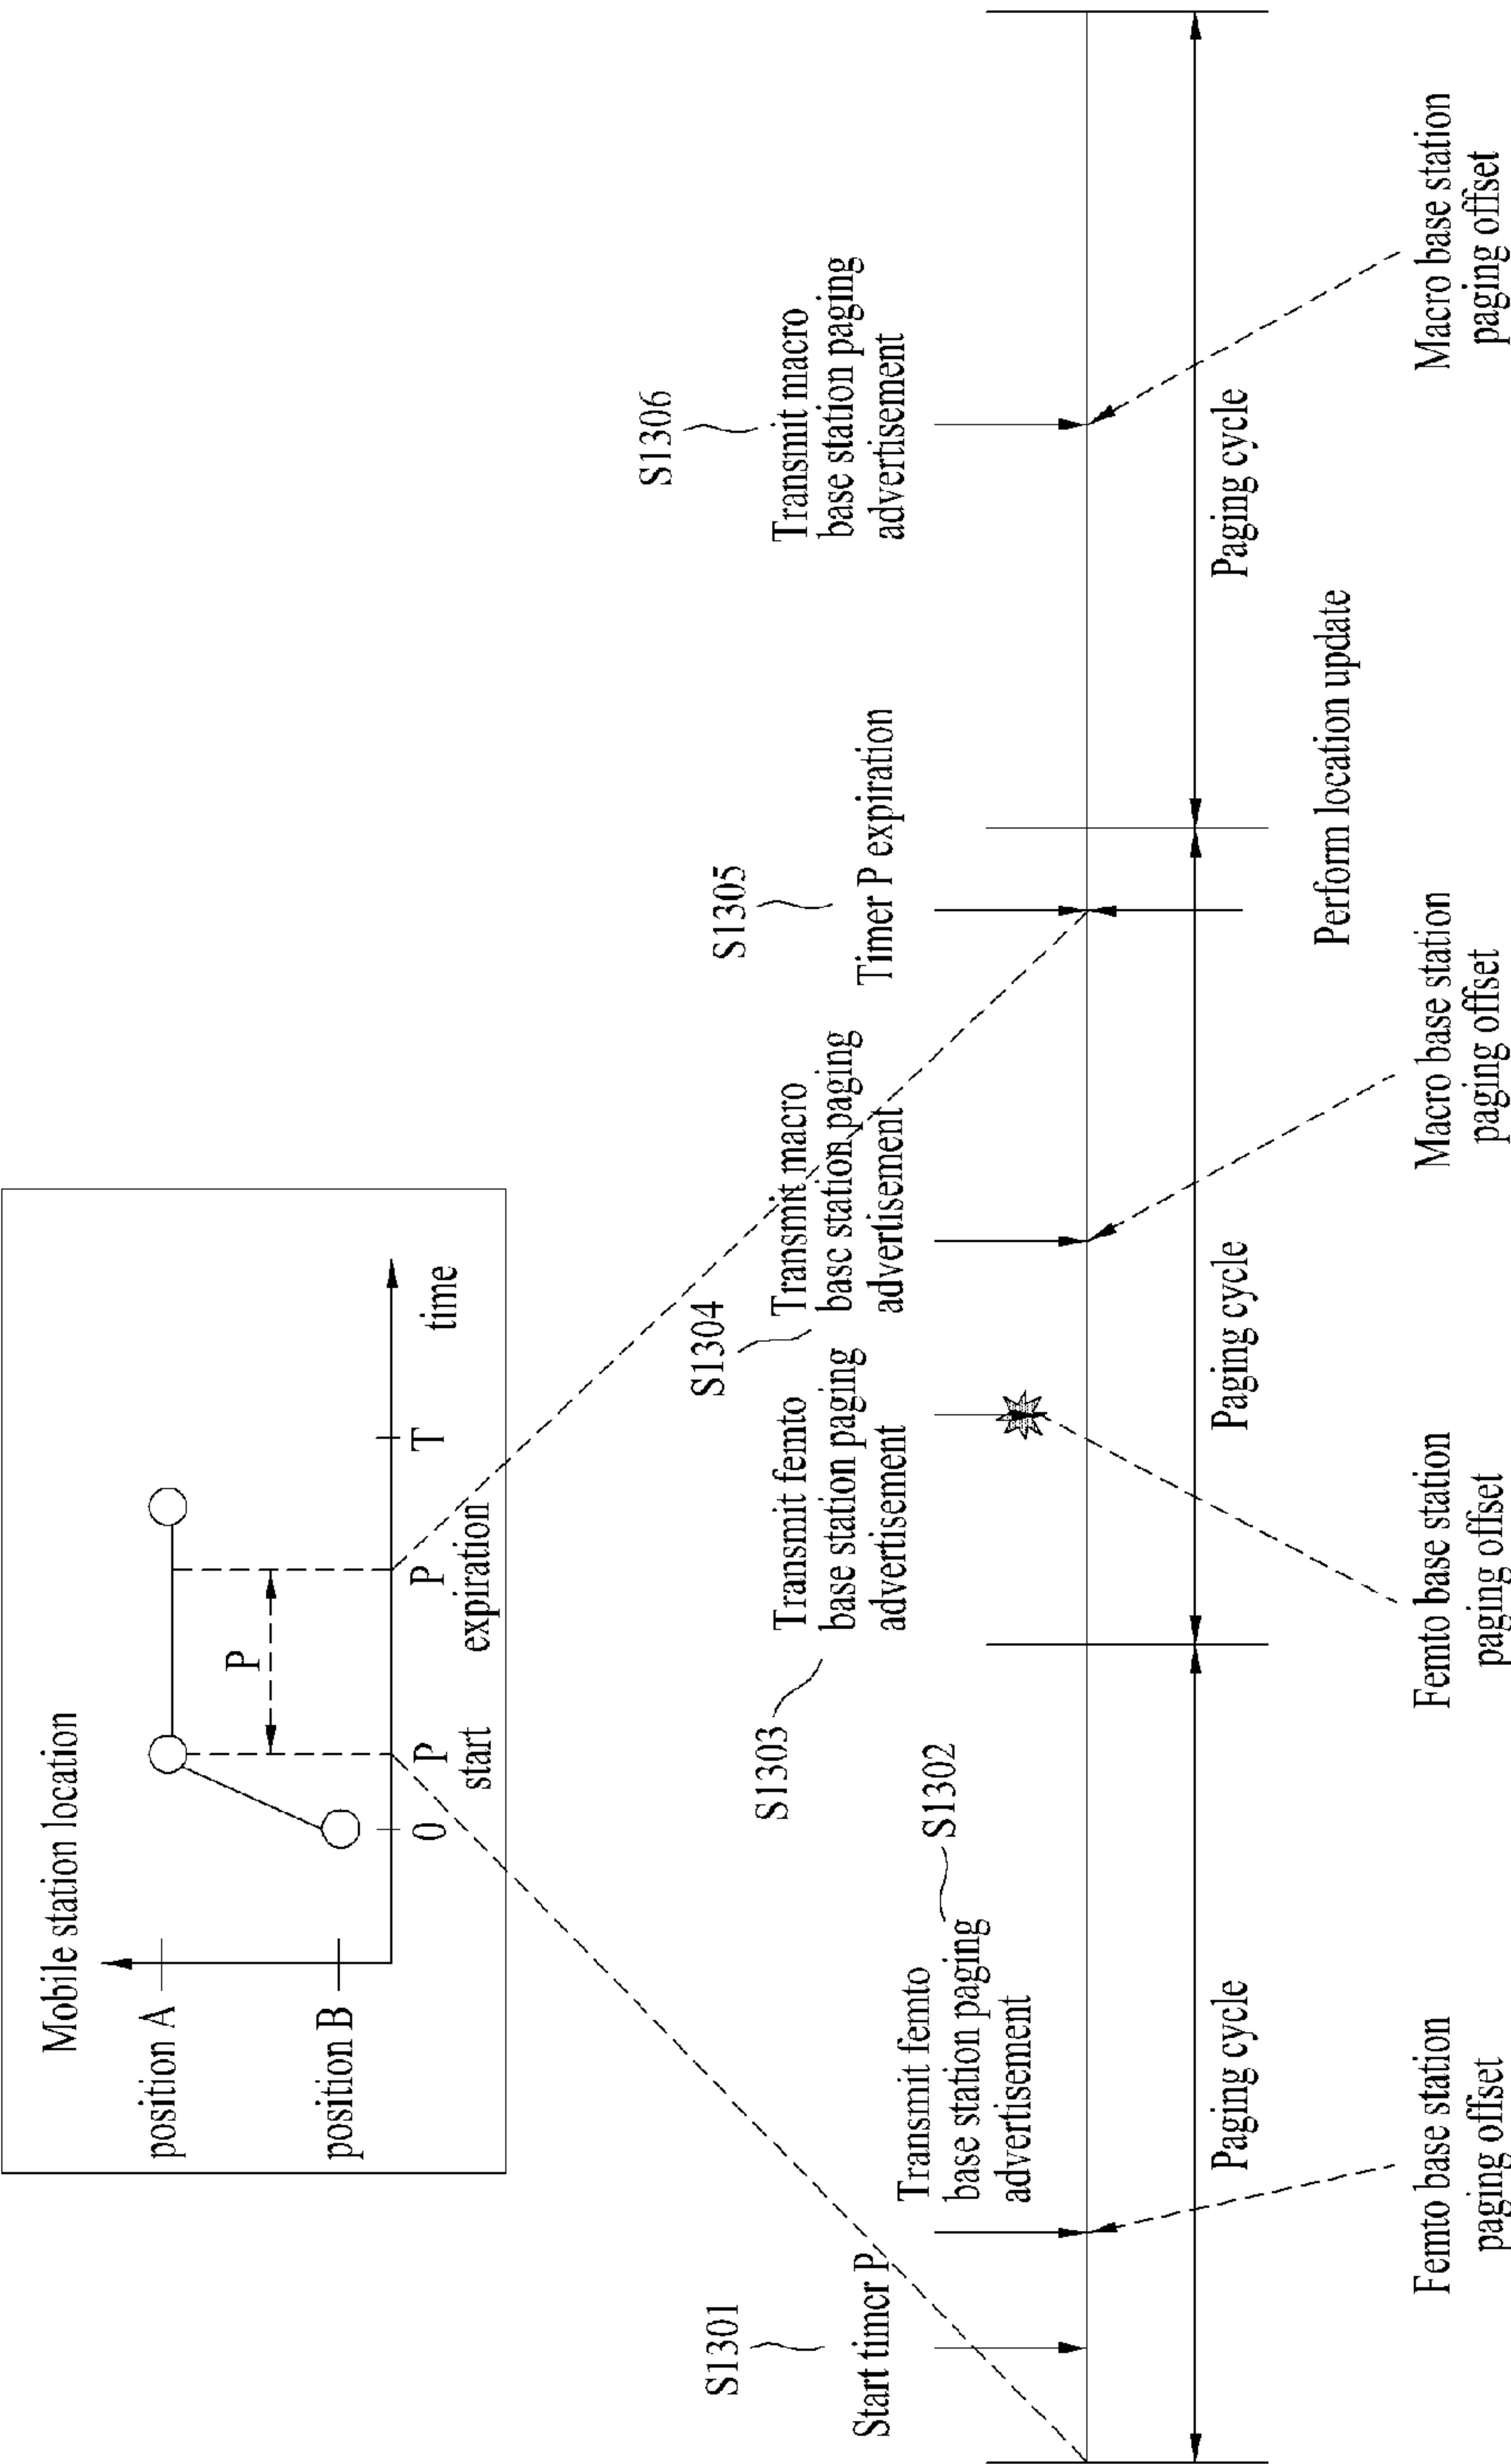 Mobile station location
position A
position B
P
0
P
start
P
expiration
T
time
S1301
Start timer P
Transmit femto
base station paging
advertisement
S1302
S1303
Transmit femto
base station paging
advertisement
S1304
Transmit macro
base station paging
advertisement
S1305
Timer P expiration
S1306
Transmit macro
base station paging
advertisement
Paging cycle
Paging cycle
Paging cycle
Perform location update
Femto base station
paging offset
Femto base station
paging offset
Macro base station
paging offset
Macro base station
paging offset